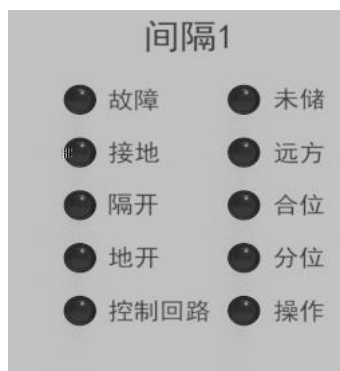 间隔1
故障 未储
接地 远方
隔开 合位
地开 分位
控制回路 操作